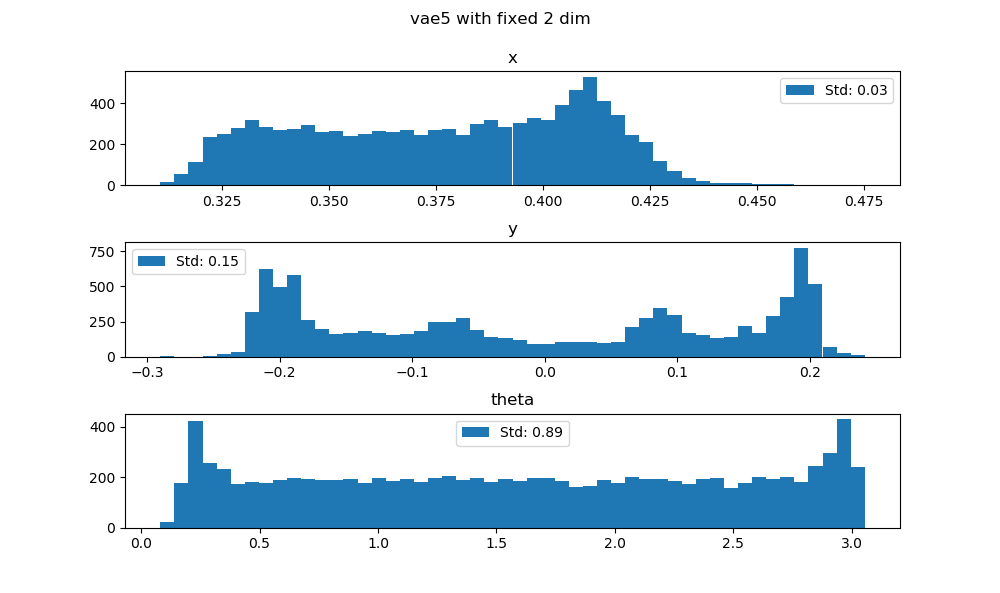 vae5 with fixed 2 dim
x
Std: 0.03
400
200
0
0.325 0.350 0.375 0.400 0.425 0.450 0.475
y
Std: 0.15
750
500
250
0
−0.3 −0.2 −0.1 0.0 0.1 0.2
theta
Std: 0.89
400
200
0
0.0 0.5 1.0 1.5 2.0 2.5 3.0